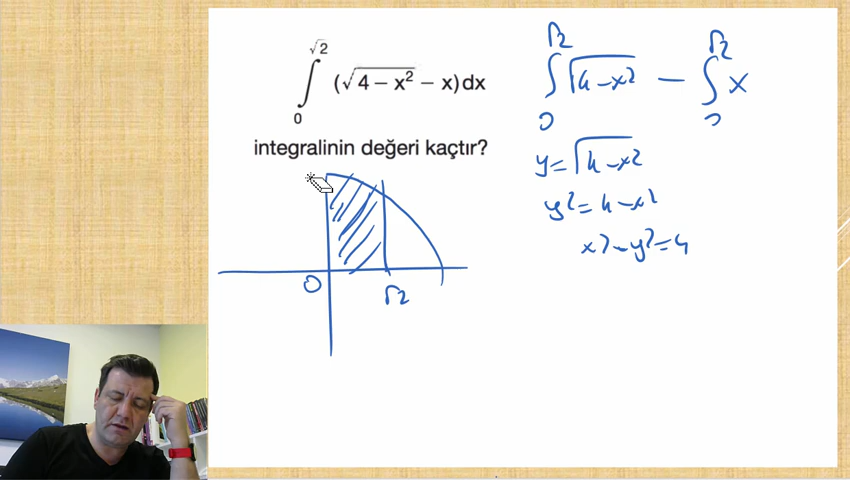 √2
∫ (√4 − x² − x) dx
0
integralinin değeri kaçtır?
√2 √2
∫ √4−x² − ∫ x
0 0
y = √4−x²
y² = 4−x²
x²−y² = 4
0 √2